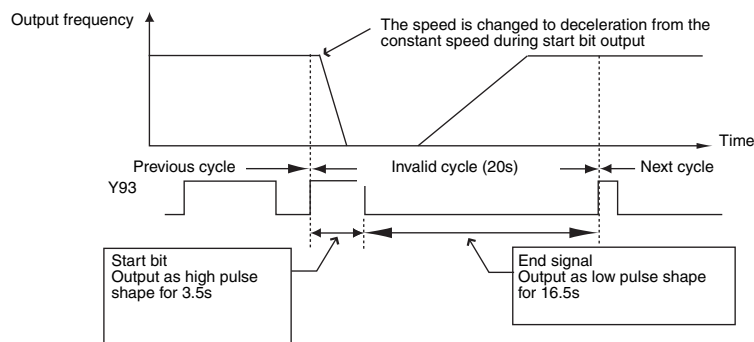 Output frequency
The speed is changed to deceleration from the
constant speed during start bit output
Time
Previous cycle
Invalid cycle (20s)
Next cycle
Y93
Start bit
Output as high pulse
shape for 3.5s
End signal
Output as low pulse shape
for 16.5s